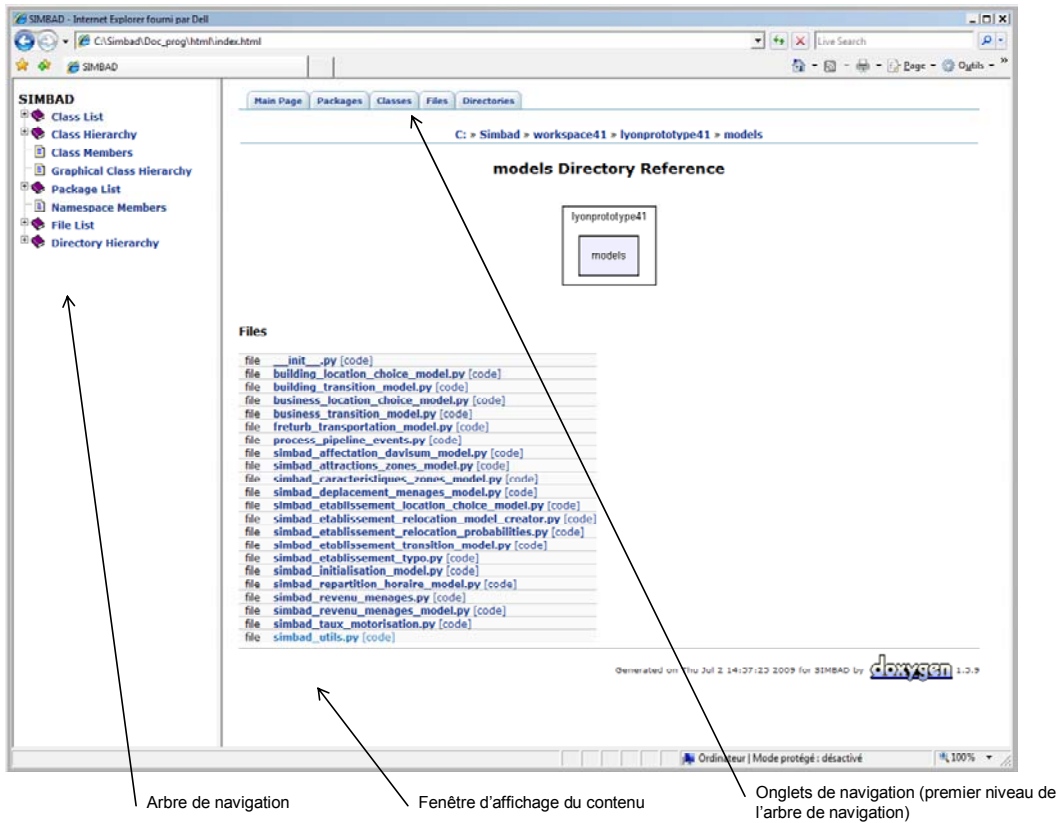 SIMBAD - Internet Explorer fourni par Dell
C:\Simbad\Doc_prog\html\index.html
Live Search
SIMBAD
Page
Outils
SIMBAD
Class List
Class Hierarchy
Class Members
Graphical Class Hierarchy
Package List
Namespace Members
File List
Directory Hierarchy
Main Page Packages Classes Files Directories
C: » Simbad » workspace41 » lyonprototype41 » models
models Directory Reference
lyonprototype41
models
Files
file __init__.py [code]
file building_location_choice_model.py [code]
file building_transition_model.py [code]
file business_location_choice_model.py [code]
file business_transition_model.py [code]
file freturb_transportation_model.py [code]
file process_pipeline_events.py [code]
file simbad_affectation_davisum_model.py [code]
file simbad_attractions_zones_model.py [code]
file simbad_caracteristiques_zones_model.py [code]
file simbad_deplacement_menages_model.py [code]
file simbad_etablissement_location_choice_model.py [code]
file simbad_etablissement_relocation_model_creator.py [code]
file simbad_etablissement_relocation_probabilities.py [code]
file simbad_etablissement_transition_model.py [code]
file simbad_etablissement_typo.py [code]
file simbad_initialisation_model.py [code]
file simbad_repartition_horaire_model.py [code]
file simbad_revenu_menages.py [code]
file simbad_revenu_menages_model.py [code]
file simbad_taux_motorisation.py [code]
file simbad_utils.py [code]
Generated on Thu Jul 2 14:37:23 2009 for SIMBAD by doxygen
Ordinateur | Mode protégé : désactivé
100%
Arbre de navigation
Fenêtre d'affichage du contenu
Onglets de navigation (premier niveau de
l'arbre de navigation)